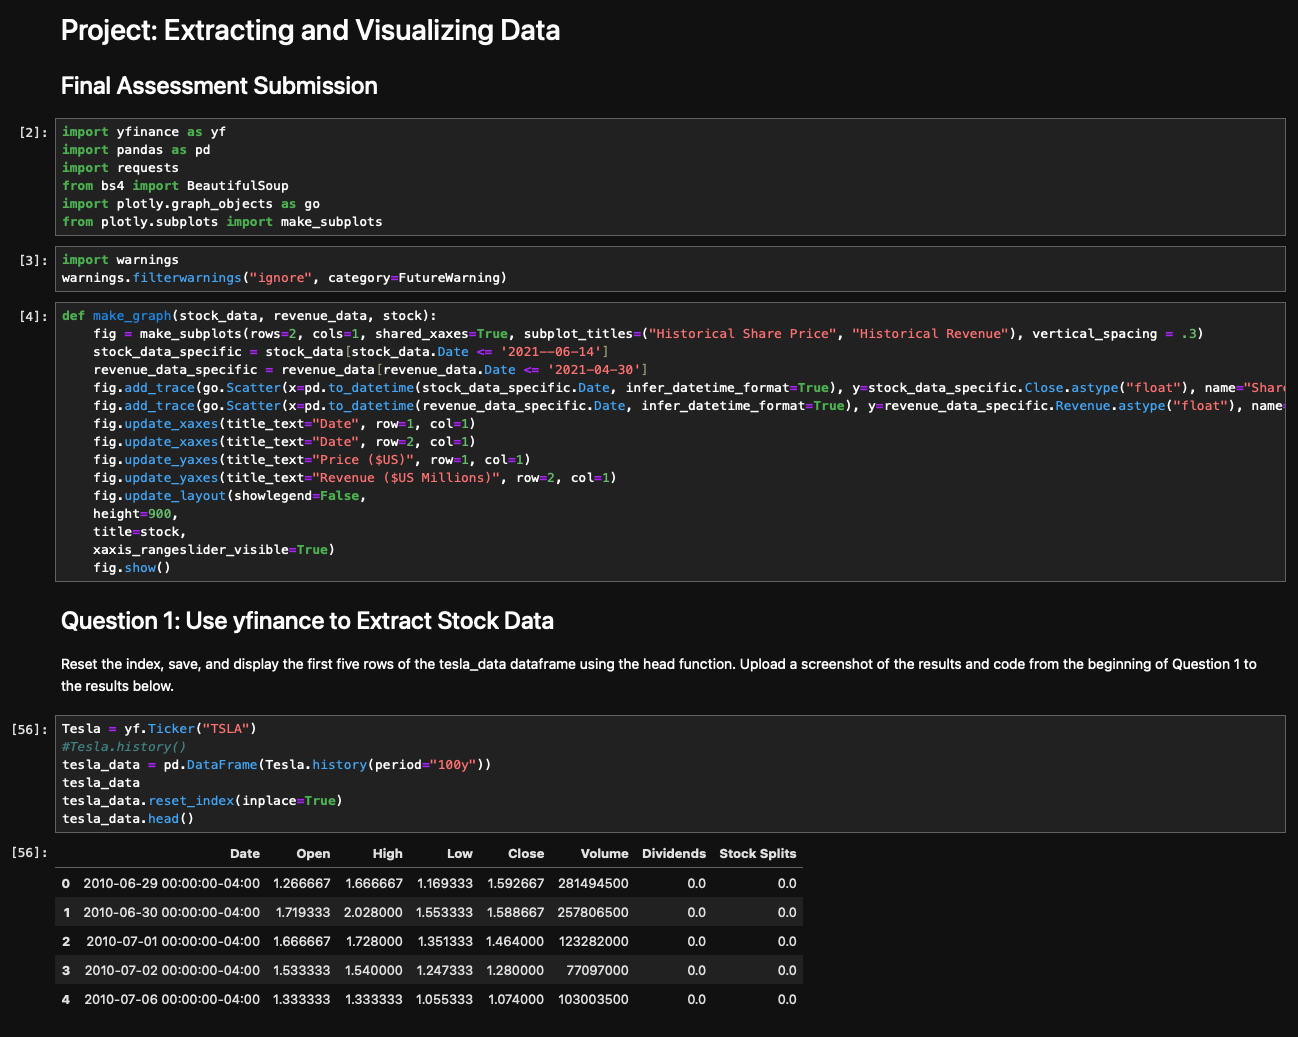 Project: Extracting and Visualizing Data
Final Assessment Submission
[2]: import yfinance as yf
import pandas as pd
import requests
from bs4 import BeautifulSoup
import plotly.graph_objects as go
from plotly.subplots import make_subplots
[3]: import warnings
warnings.filterwarnings("ignore", category=FutureWarning)
[4]: def make_graph(stock_data, revenue_data, stock):
fig = make_subplots(rows=2, cols=1, shared_xaxes=True, subplot_titles=("Historical Share Price", "Historical Revenue"), vertical_spacing = .3)
stock_data_specific = stock_data[stock_data.Date <= '2021--06-14']
revenue_data_specific = revenue_data[revenue_data.Date <= '2021-04-30']
fig.add_trace(go.Scatter(x=pd.to_datetime(stock_data_specific.Date, infer_datetime_format=True), y=stock_data_specific.Close.astype("float"), name="Share
fig.add_trace(go.Scatter(x=pd.to_datetime(revenue_data_specific.Date, infer_datetime_format=True), y=revenue_data_specific.Revenue.astype("float"), name=
fig.update_xaxes(title_text="Date", row=1, col=1)
fig.update_xaxes(title_text="Date", row=2, col=1)
fig.update_yaxes(title_text="Price ($US)", row=1, col=1)
fig.update_yaxes(title_text="Revenue ($US Millions)", row=2, col=1)
fig.update_layout(showlegend=False,
height=900,
title=stock,
xaxis_rangeslider_visible=True)
fig.show()
Question 1: Use yfinance to Extract Stock Data
Reset the index, save, and display the first five rows of the tesla_data dataframe using the head function. Upload a screenshot of the results and code from the beginning of Question 1 to
the results below.
[56]: Tesla = yf.Ticker("TSLA")
#Tesla.history()
tesla_data = pd.DataFrame(Tesla.history(period="100y"))
tesla_data
tesla_data.reset_index(inplace=True)
tesla_data.head()
[56]: Date Open High Low Close Volume Dividends Stock Splits
0 2010-06-29 00:00:00-04:00 1.266667 1.666667 1.169333 1.592667 281494500 0.0 0.0
1 2010-06-30 00:00:00-04:00 1.719333 2.028000 1.553333 1.588667 257806500 0.0 0.0
2 2010-07-01 00:00:00-04:00 1.666667 1.728000 1.351333 1.464000 123282000 0.0 0.0
3 2010-07-02 00:00:00-04:00 1.533333 1.540000 1.247333 1.280000 77097000 0.0 0.0
4 2010-07-06 00:00:00-04:00 1.333333 1.333333 1.055333 1.074000 103003500 0.0 0.0